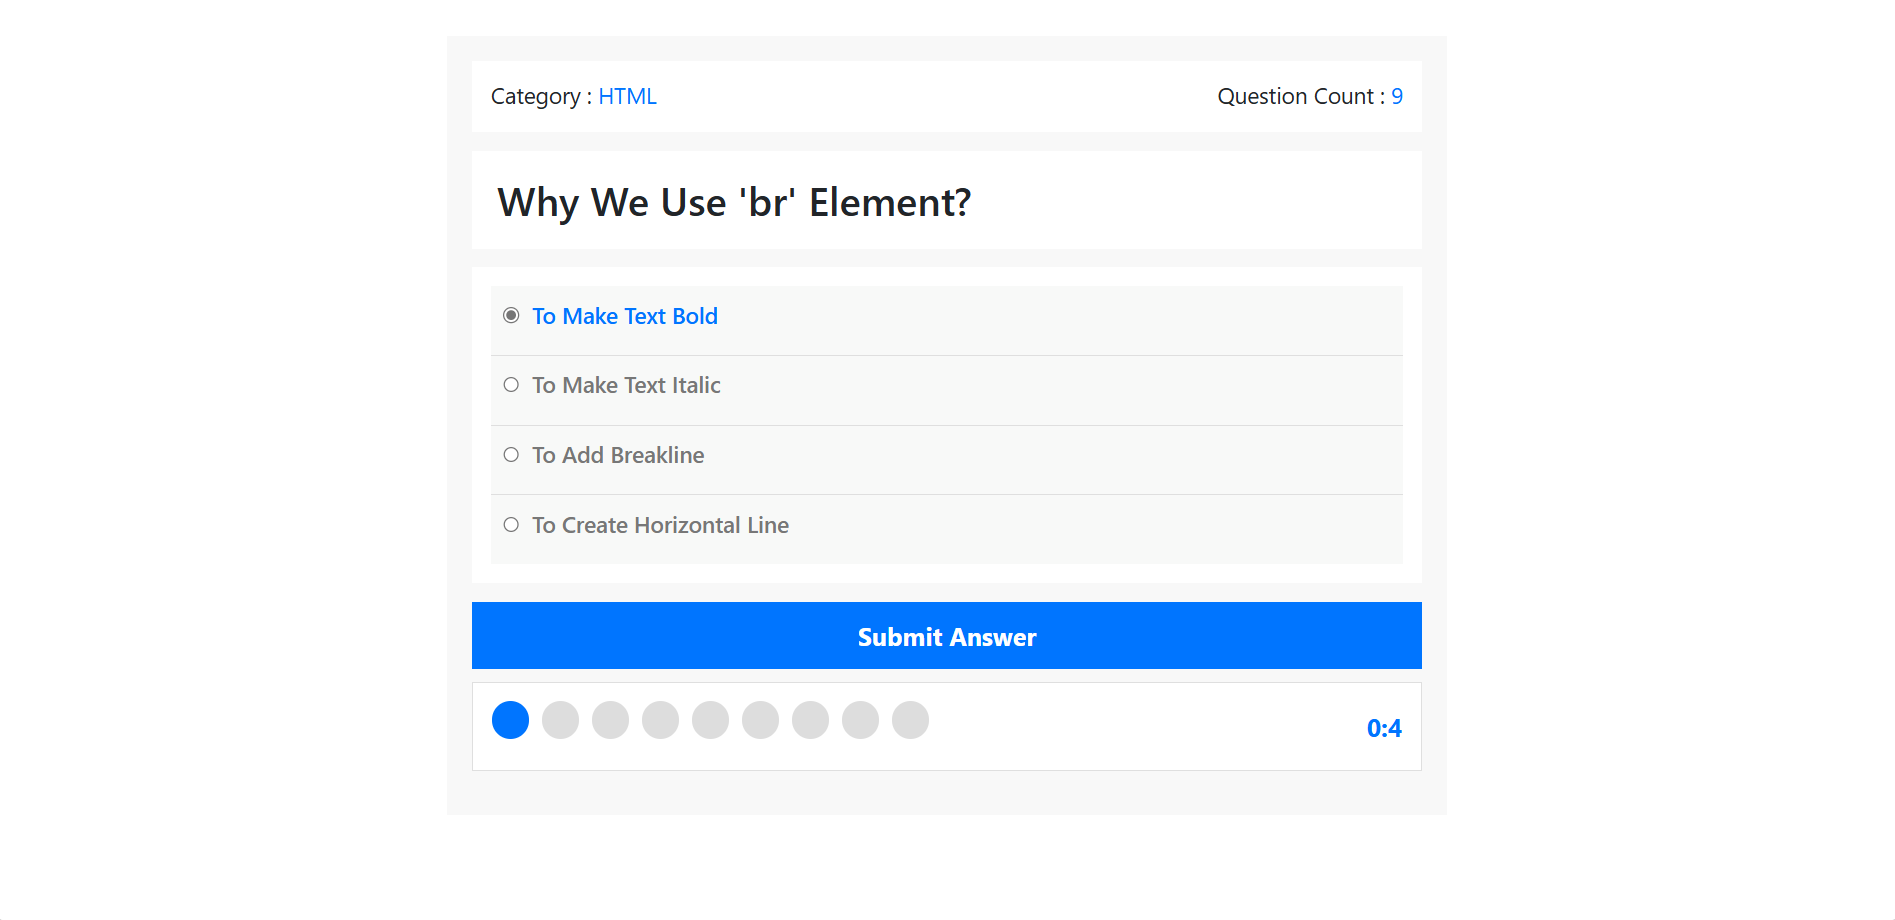 Category : HTML
Question Count : 9
Why We Use 'br' Element?
To Make Text Bold
To Make Text Italic
To Add Breakline
To Create Horizontal Line
Submit Answer
0:4